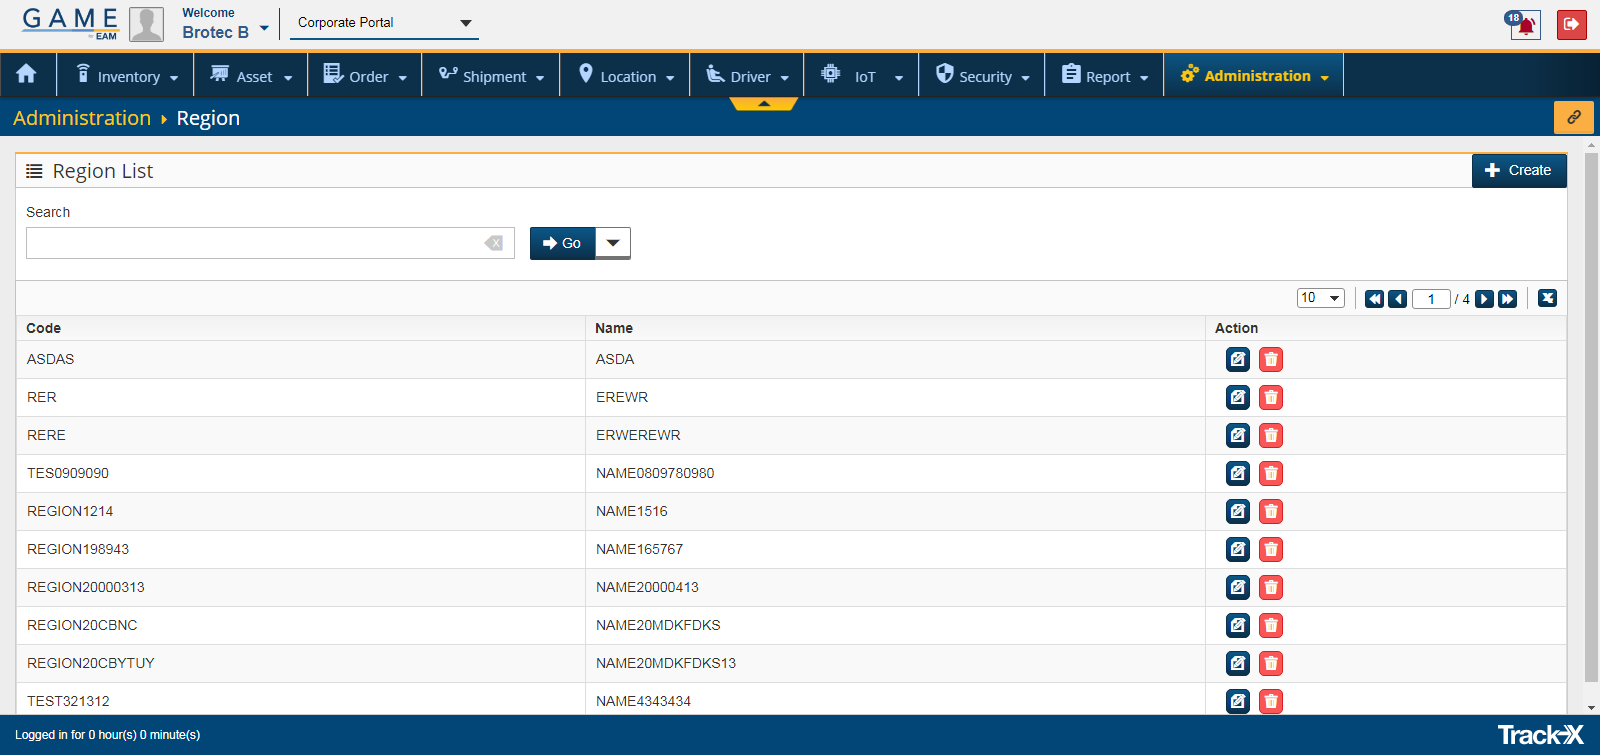 GAME
BY EAM
Welcome
Brotec B
Corporate Portal
18
Inventory
Asset
Order
Shipment
Location
Driver
IoT
Security
Report
Administration
Administration Region
Region List
Create
Search
Go
10
1 / 4
Code Name Action
ASDAS ASDA
RER EREWR
RERE ERWEREWR
TES0909090 NAME0809780980
REGION1214 NAME1516
REGION198943 NAME165767
REGION20000313 NAME20000413
REGION20CBNC NAME20MDKFDKS
REGION20CBYTUY NAME20MDKFDKS13
TEST321312 NAME4343434
Logged in for 0 hour(s) 0 minute(s)
Track-X